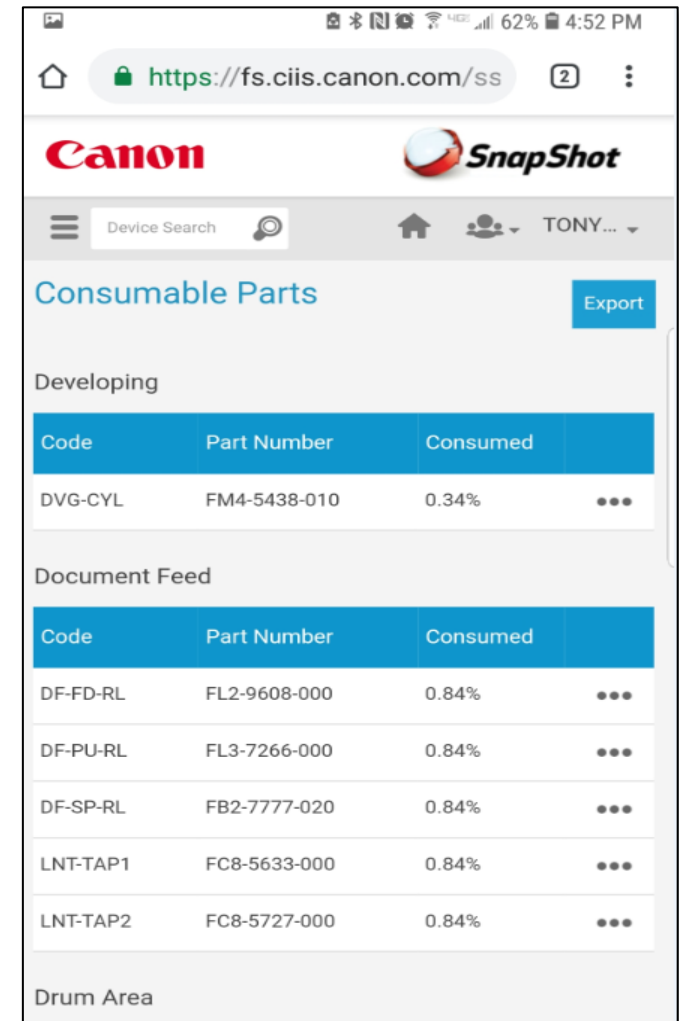 62% 4:52 PM
https://fs.ciis.canon.com/ss 2
Canon SnapShot
Device Search TONY...
Consumable Parts Export
Developing
Code Part Number Consumed
DVG-CYL FM4-5438-010 0.34%
Document Feed
Code Part Number Consumed
DF-FD-RL FL2-9608-000 0.84%
DF-PU-RL FL3-7266-000 0.84%
DF-SP-RL FB2-7777-020 0.84%
LNT-TAP1 FC8-5633-000 0.84%
LNT-TAP2 FC8-5727-000 0.84%
Drum Area